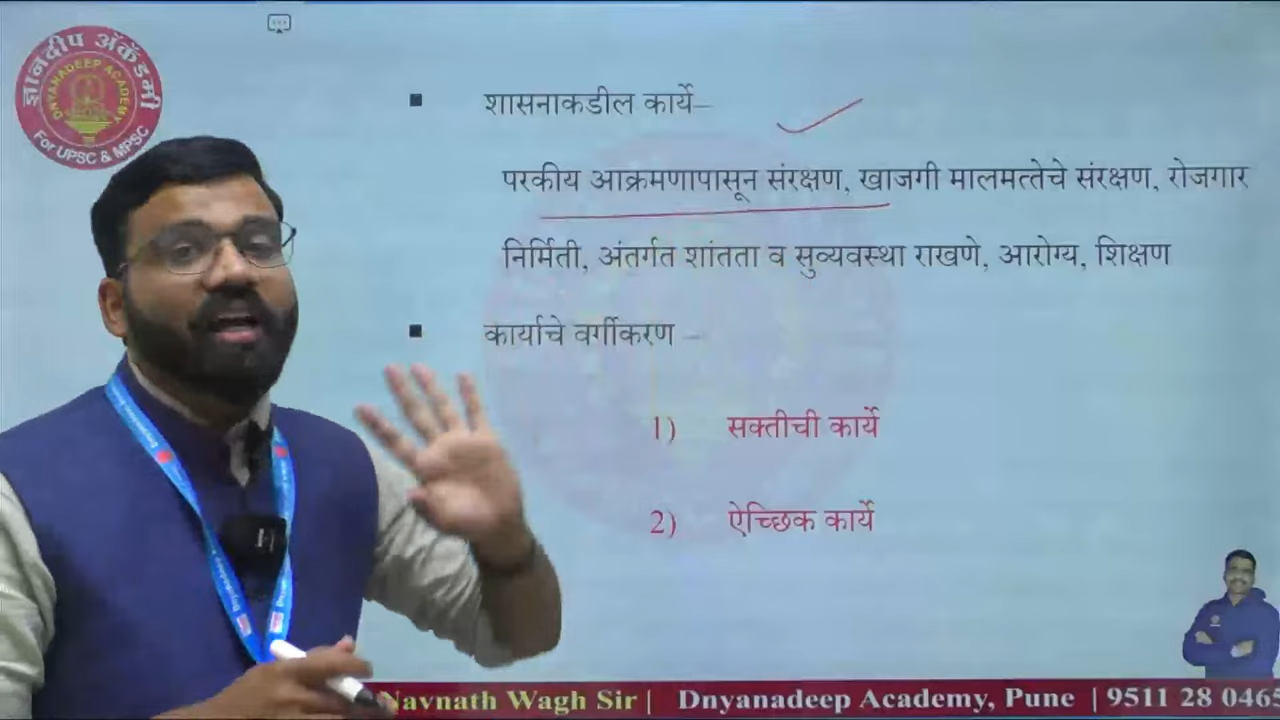 ज्ञानदीप ॲकॅडमी
DNYANADEEP ACADEMY
For UPSC & MPSC
शासनाकडील कार्ये–
परकीय आक्रमणापासून संरक्षण, खाजगी मालमत्तेचे संरक्षण, रोजगार
निर्मिती, अंतर्गत शांतता व सुव्यवस्था राखणे, आरोग्य, शिक्षण
कार्याचे वर्गीकरण –
1) सक्तीची कार्ये
2) ऐच्छिक कार्ये
Navnath Wagh Sir | Dnyanadeep Academy, Pune | 9511 28 0465